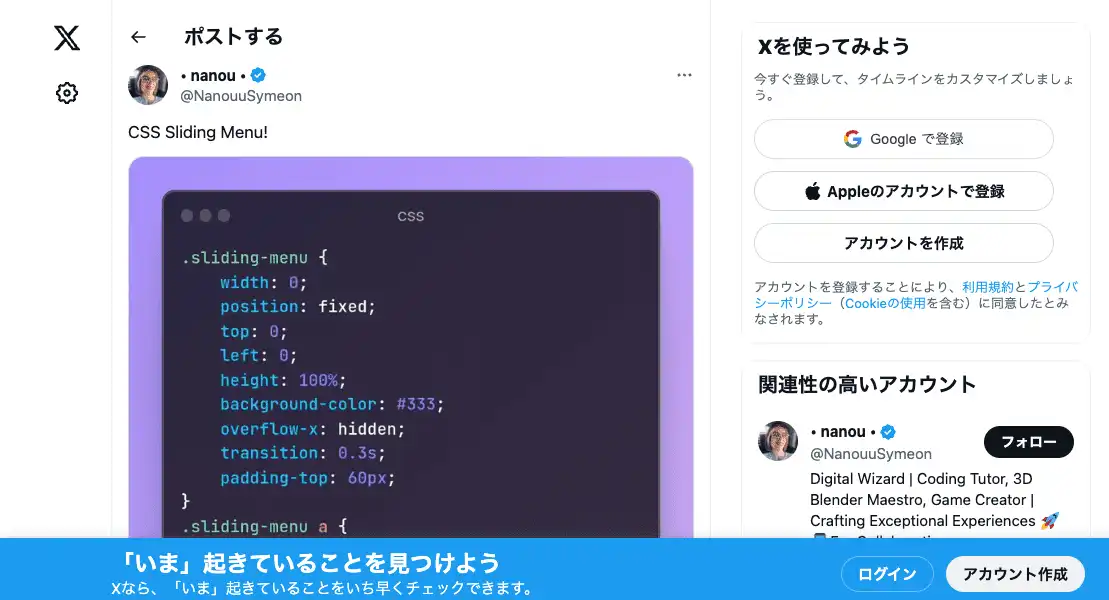 ポストする
• nanou •
@NanouuSymeon
CSS Sliding Menu!
CSS
.sliding-menu {
width: 0;
position: fixed;
top: 0;
left: 0;
height: 100%;
background-color: #333;
overflow-x: hidden;
transition: 0.3s;
padding-top: 60px;
}
.sliding-menu a {
Xを使ってみよう
今すぐ登録して、タイムラインをカスタマイズしましょ
う。
Google で登録
Appleのアカウントで登録
アカウントを作成
アカウントを登録することにより、利用規約とプライバ
シーポリシー（Cookieの使用を含む）に同意したとみ
なされます。
関連性の高いアカウント
• nanou •
@NanouuSymeon
フォロー
Digital Wizard | Coding Tutor, 3D
Blender Maestro, Game Creator |
Crafting Exceptional Experiences 🚀
「いま」起きていることを見つけよう
Xなら、「いま」起きていることをいち早くチェックできます。
ログイン
アカウント作成